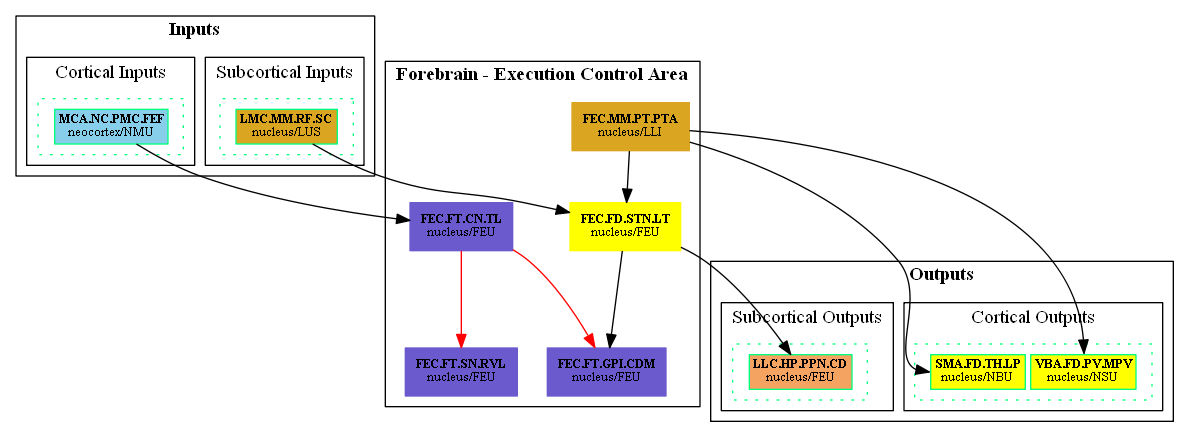 Inputs
Cortical Inputs
MCA.NC.PMC.FEF
neocortex/NMU
Subcortical Inputs
LMC.MM.RF.SC
nucleus/LUS
Forebrain - Execution Control Area
FEC.MM.PT.PTA
nucleus/LLI
FEC.FT.CN.TL
nucleus/FEU
FEC.FD.STN.LT
nucleus/FEU
FEC.FT.SN.RVL
nucleus/FEU
FEC.FT.GPI.CDM
nucleus/FEU
Outputs
Subcortical Outputs
LLC.HP.PPN.CD
nucleus/FEU
Cortical Outputs
SMA.FD.TH.LP
nucleus/NBU
VBA.FD.PV.MPV
nucleus/NSU